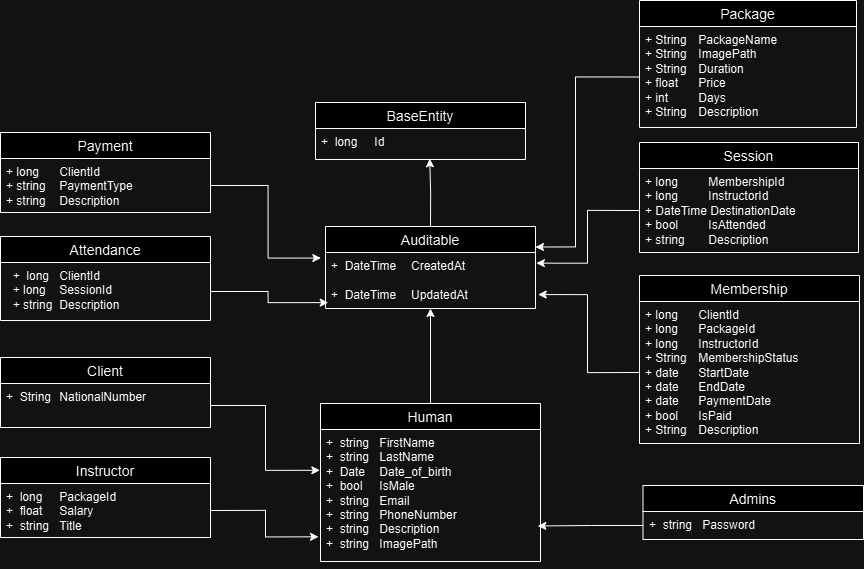 Package
+ String PackageName
+ String ImagePath
+ String Duration
+ float Price
+ int Days
+ String Description
BaseEntity
+ long Id
Payment
+ long ClientId
+ string PaymentType
+ string Description
Session
+ long MembershipId
+ long InstructorId
+ DateTime DestinationDate
+ bool IsAttended
+ string Description
Auditable
+ DateTime CreatedAt
+ DateTime UpdatedAt
Attendance
+ long ClientId
+ long SessionId
+ string Description
Membership
+ long ClientId
+ long PackageId
+ long InstructorId
+ String MembershipStatus
+ date StartDate
+ date EndDate
+ date PaymentDate
+ bool IsPaid
+ String Description
Client
+ String NationalNumber
Human
+ string FirstName
+ string LastName
+ Date Date_of_birth
+ bool IsMale
+ string Email
+ string PhoneNumber
+ string Description
+ string ImagePath
Instructor
+ long PackageId
+ float Salary
+ string Title
Admins
+ string Password